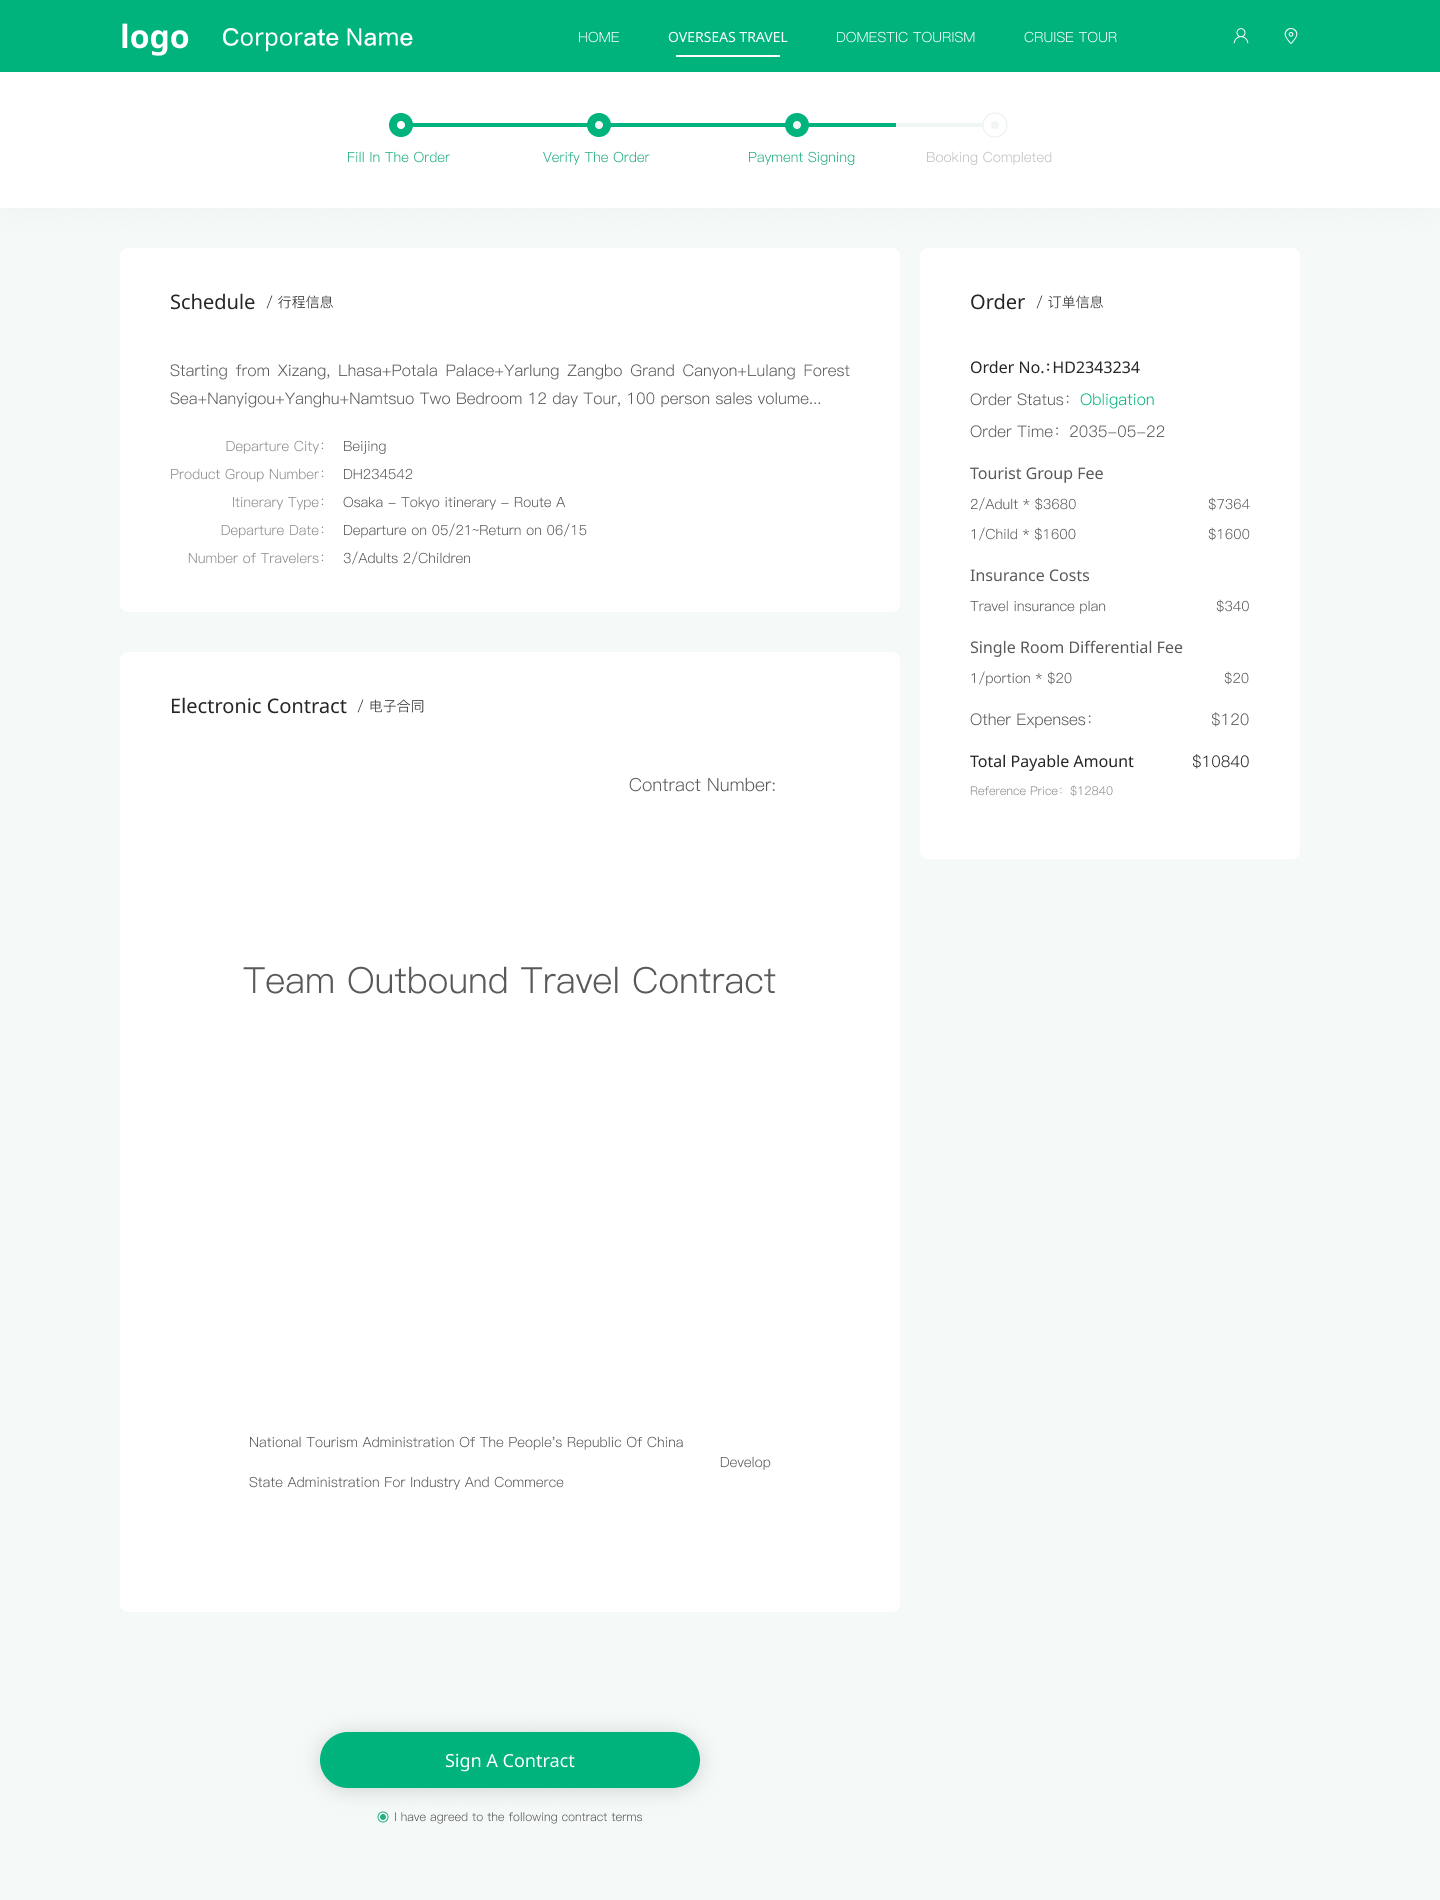 logo
Corporate Name
HOME
OVERSEAS TRAVEL
DOMESTIC TOURISM
CRUISE TOUR
Fill In The Order
Verify The Order
Payment Signing
Booking Completed
Schedule / 行程信息
Starting from Xizang, Lhasa+Potala Palace+Yarlung Zangbo Grand Canyon+Lulang Forest
Sea+Nanyigou+Yanghu+Namtsuo Two Bedroom 12 day Tour, 100 person sales volume...
Departure City： Beijing
Product Group Number： DH234542
Itinerary Type： Osaka - Tokyo itinerary - Route A
Departure Date： Departure on 05/21~Return on 06/15
Number of Travelers： 3/Adults 2/Children
Electronic Contract / 电子合同
Contract Number:
Team Outbound Travel Contract
National Tourism Administration Of The People's Republic Of China
Develop
State Administration For Industry And Commerce
Sign A Contract
I have agreed to the following contract terms
Order / 订单信息
Order No.：HD2343234
Order Status： Obligation
Order Time：2035-05-22
Tourist Group Fee
2/Adult * $3680 $7364
1/Child * $1600 $1600
Insurance Costs
Travel insurance plan $340
Single Room Differential Fee
1/portion * $20 $20
Other Expenses： $120
Total Payable Amount $10840
Reference Price：$12840